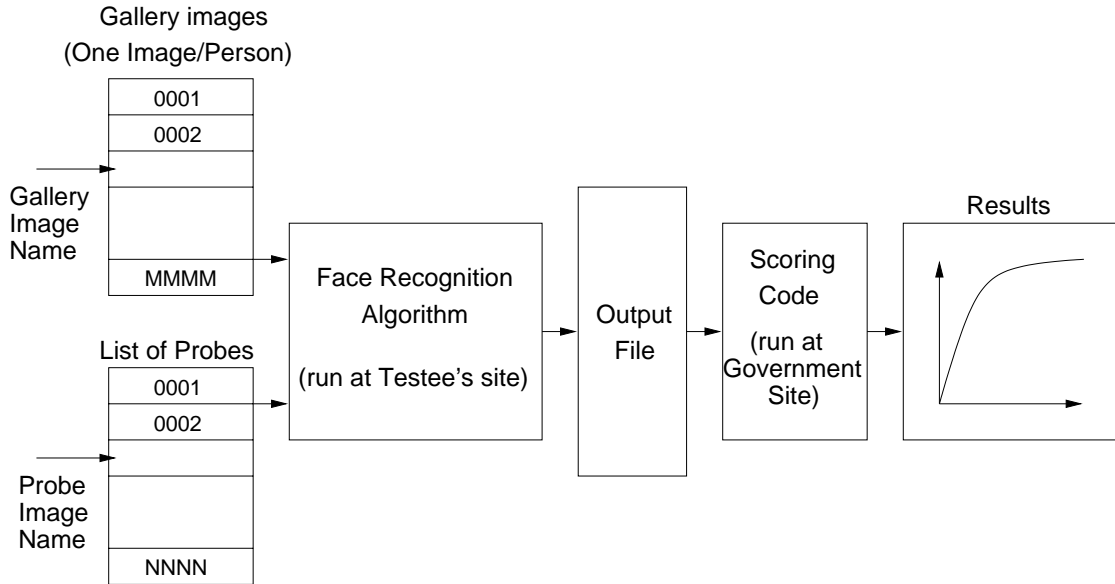 Gallery images
(One Image/Person)
0001
0002
Gallery
Image
Name
MMMM
List of Probes
0001
0002
Probe
Image
Name
NNNN
Face Recognition
Algorithm
(run at Testee's site)
Output
File
Scoring
Code
(run at
Government
Site)
Results